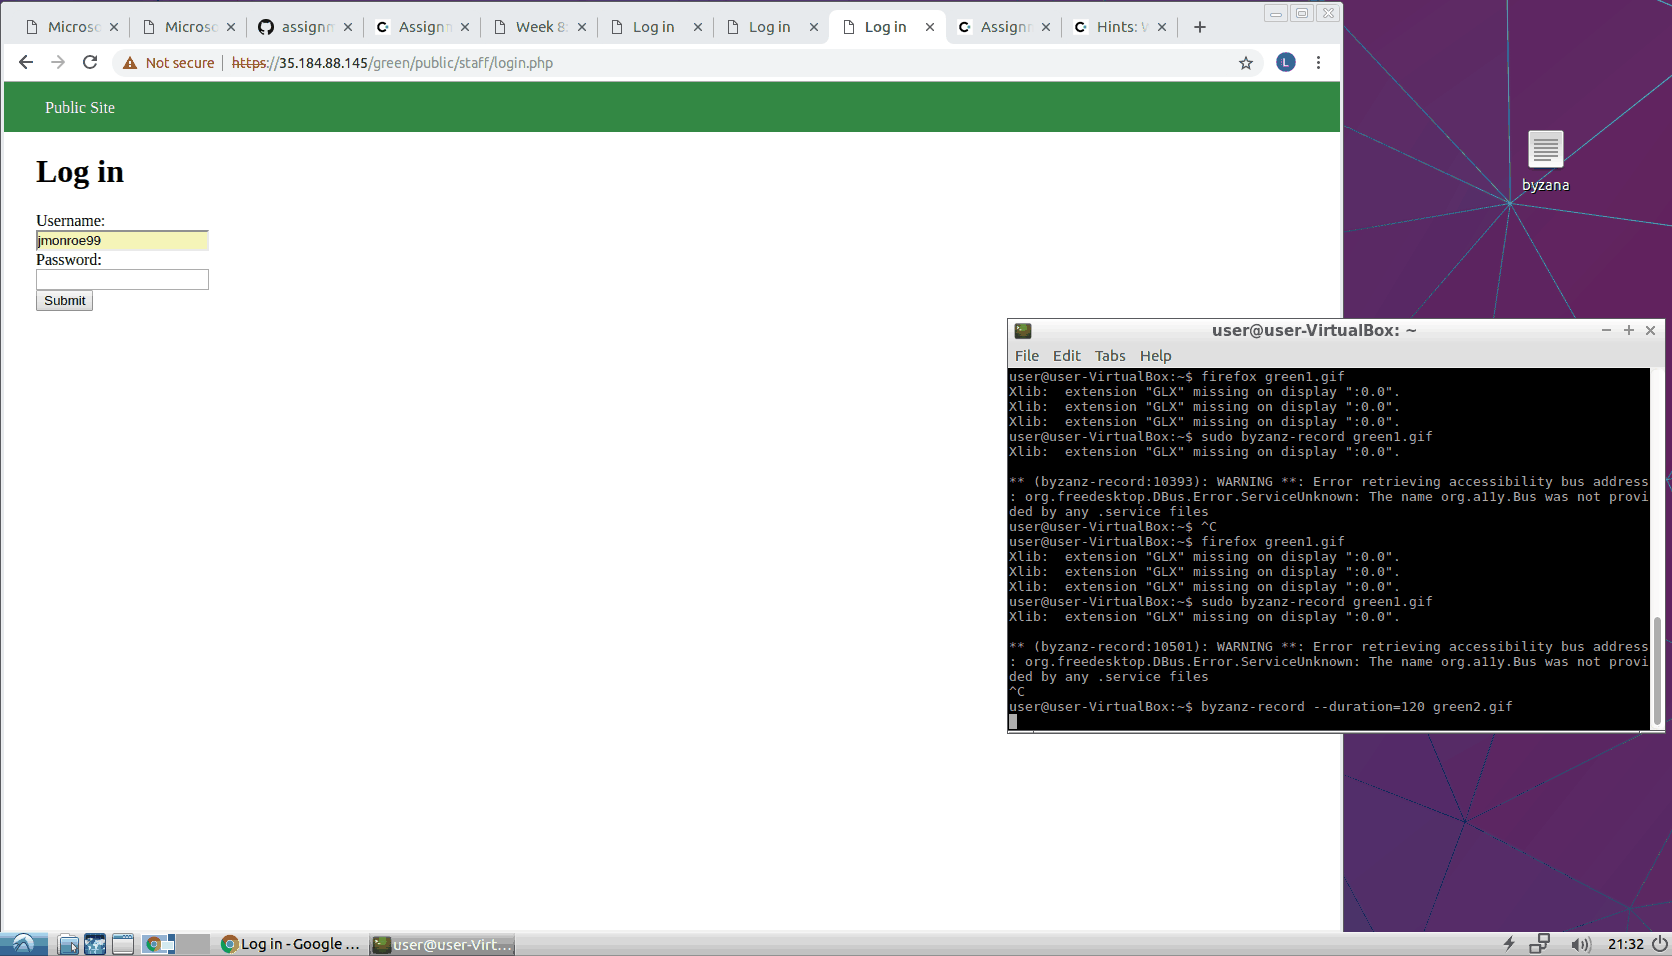 Microso
Microso
assignm
Assignm
Week 8:
Log in
Log in
Log in
Assignm
Hints: W
Not secure
https://35.184.88.145/green/public/staff/login.php
L
Public Site
Log in
Username:
jmonroe99
Password:
Submit
byzana
user@user-VirtualBox: ~
File Edit Tabs Help
user@user-VirtualBox:~$ firefox green1.gif
Xlib:  extension "GLX" missing on display ":0.0".
Xlib:  extension "GLX" missing on display ":0.0".
Xlib:  extension "GLX" missing on display ":0.0".
user@user-VirtualBox:~$ sudo byzanz-record green1.gif
Xlib:  extension "GLX" missing on display ":0.0".
** (byzanz-record:10393): WARNING **: Error retrieving accessibility bus address
: org.freedesktop.DBus.Error.ServiceUnknown: The name org.a11y.Bus was not provi
ded by any .service files
user@user-VirtualBox:~$ ^C
user@user-VirtualBox:~$ firefox green1.gif
Xlib:  extension "GLX" missing on display ":0.0".
Xlib:  extension "GLX" missing on display ":0.0".
Xlib:  extension "GLX" missing on display ":0.0".
user@user-VirtualBox:~$ sudo byzanz-record green1.gif
Xlib:  extension "GLX" missing on display ":0.0".
** (byzanz-record:10501): WARNING **: Error retrieving accessibility bus address
: org.freedesktop.DBus.Error.ServiceUnknown: The name org.a11y.Bus was not provi
ded by any .service files
^C
user@user-VirtualBox:~$ byzanz-record --duration=120 green2.gif
Log in - Google ...
user@user-Virt...
21:32